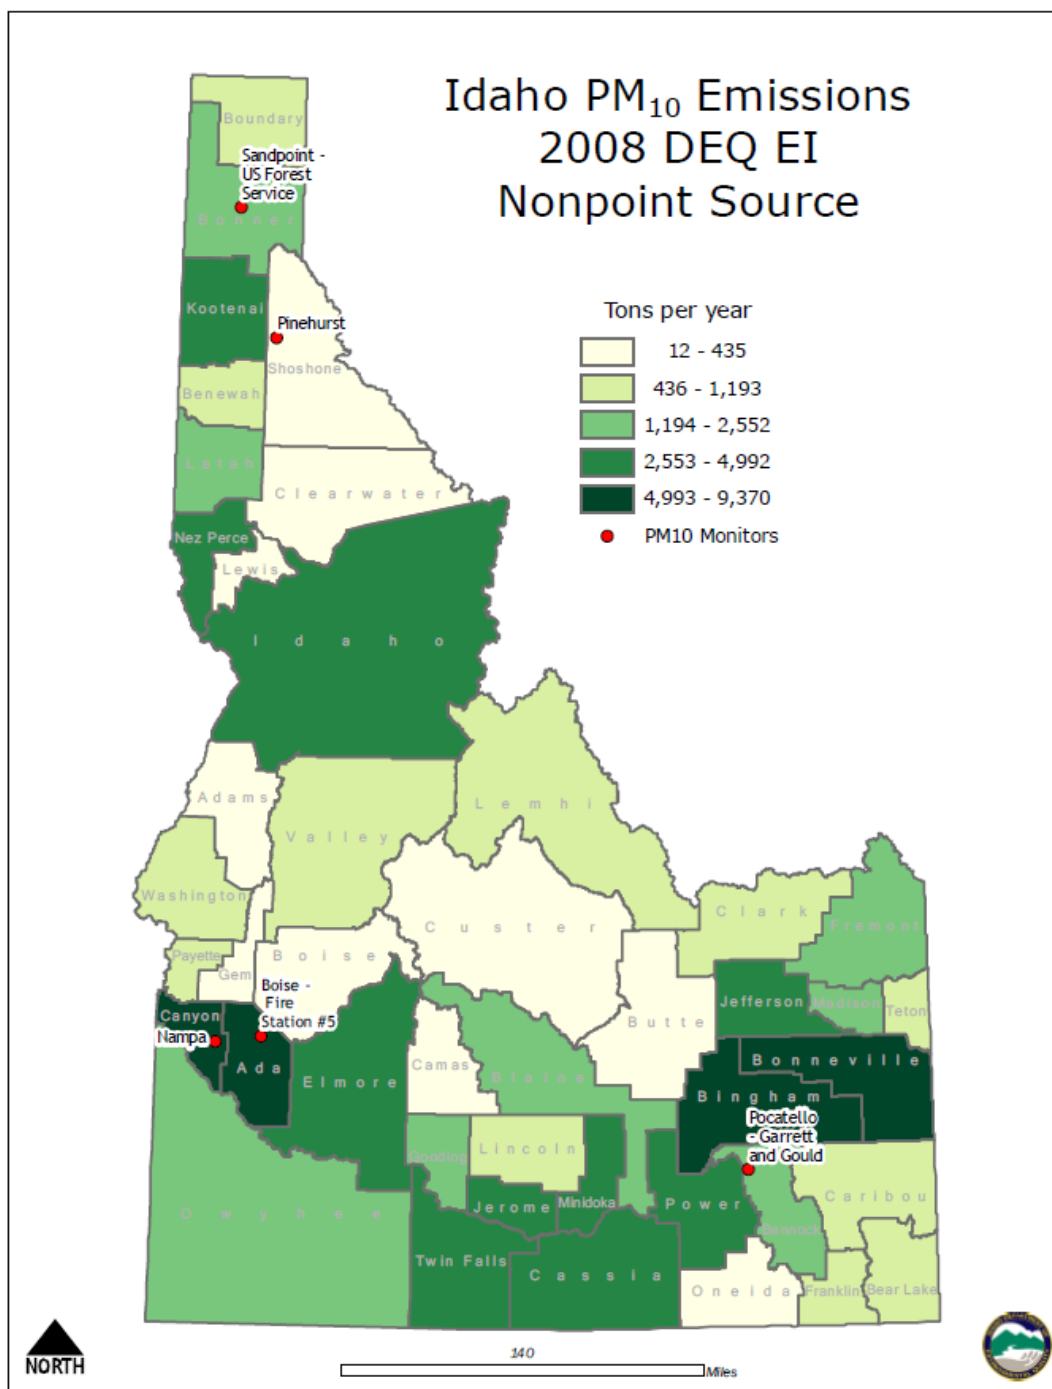 Idaho PM10 Emissions
2008 DEQ EI
Nonpoint Source
Tons per year
12 - 435
436 - 1,193
1,194 - 2,552
2,553 - 4,992
4,993 - 9,370
PM10 Monitors
Boundary
Sandpoint -
US Forest
Service
Bonner
Kootenai
Pinehurst
Shoshone
Benewah
Latah
Clearwater
Nez Perce
Lewis
Idaho
Adams
Lemhi
Valley
Washington
Custer
Clark
Fremont
Payette
Boise
Gem
Boise -
Fire
Station #5
Canyon
Nampa
Ada
Butte
Jefferson
Madison
Teton
Elmore
Camas
Blaine
Bonneville
Bingham
Pocatello
- Garrett
and Gould
Gooding
Lincoln
Owyhee
Jerome
Minidoka
Power
Caribou
Bannock
Twin Falls
Cassia
Oneida
Franklin
Bear Lake
NORTH
140
Miles